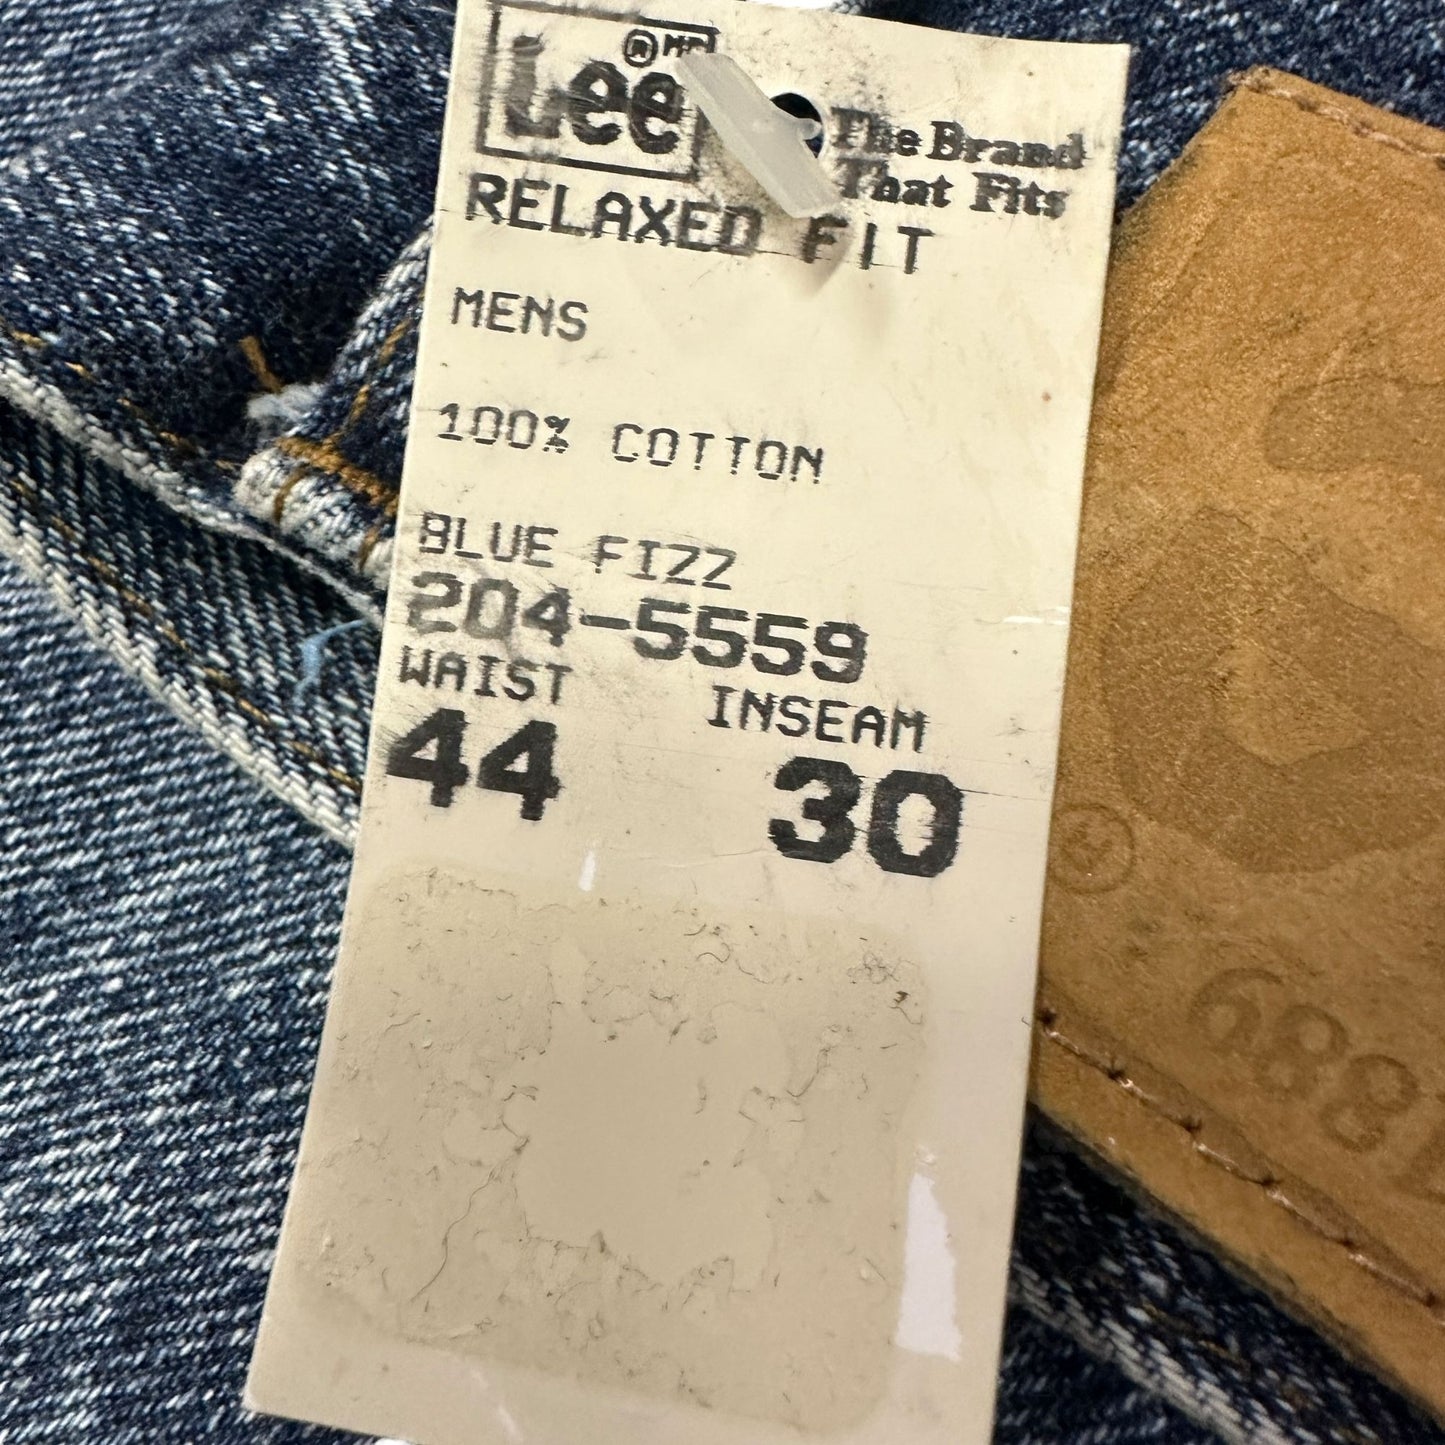 Lee ® MR
The Brand
That Fits
RELAXED FIT
MENS
100% COTTON
BLUE FIZZ
204-5559
WAIST INSEAM
44 30
®
1889